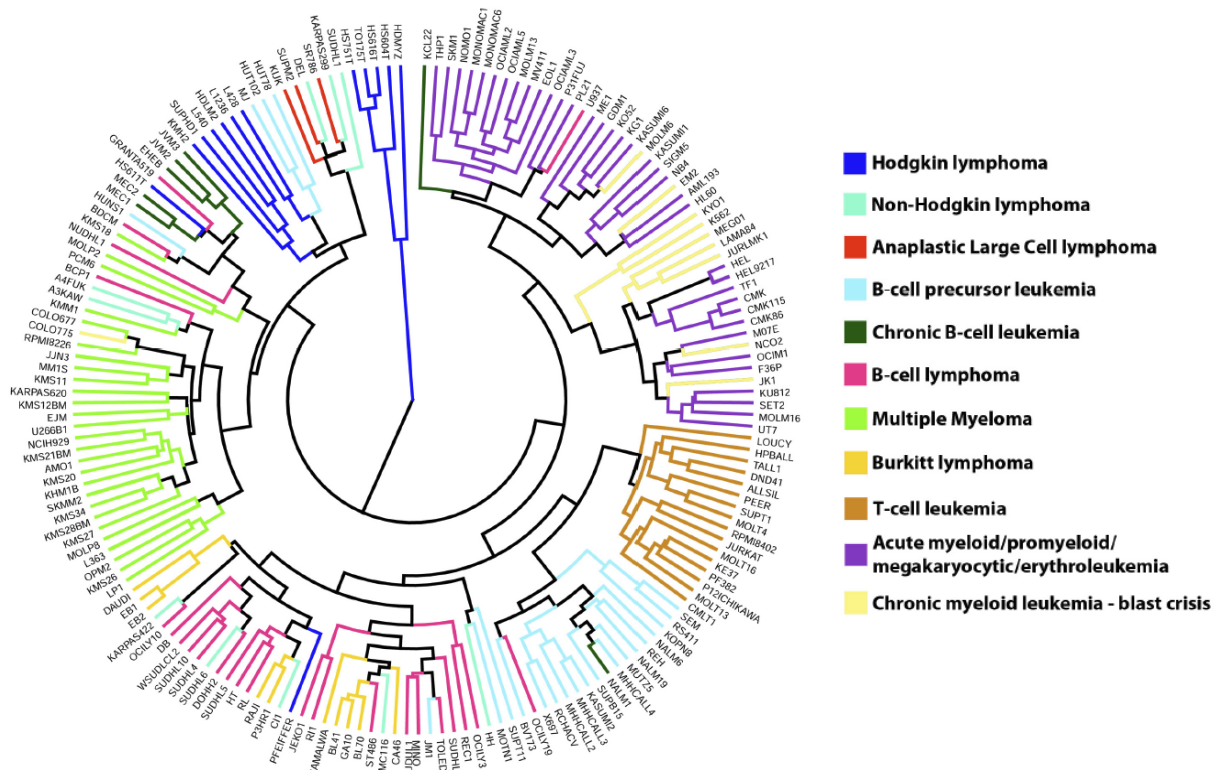 KCL22
THP1
SKM1
NOMO1
MONOMAC1
MONOMAC6
OCIAML2
OCIAML5
MOLM13
MV411
EOL1
OCIAML3
P31FUJ
PL21
U937
ME1
GDM1
KO52
KG1
KASUMI6
MOLM6
KASUMI1
SIGM5
NB4
EM2
AML193
HL60
KYO1
K562
MEG01
LAMA84
JURLMK1
HEL
HEL9217
TF1
CMK
CMK115
CMK86
M07E
NCO2
OCIM1
F36P
JK1
KU812
SET2
MOLM16
UT7
LOUCY
HPBALL
TALL1
DND41
ALLSIL
PEER
SUPT1
MOLT4
RPMI8402
JURKAT
MOLT16
KE37
PF382
P12ICHIKAWA
MOLT13
CMLT1
SEM
RS411
KOPN8
NALM6
REH
NALM19
MUTZ5
MHHCALL4
NALM1
SUPB15
KASUMI2
MHHCALL3
MHHCALL2
RCHACV
X697
OCILY19
BV173
SUPT11
MOTN1
HH
OCILY3
REC1
SUDHL
TOLED
JM1
CA46
MC116
ST486
BL70
GA10
BL41
AMALWA
RI1
JEKO1
PFEIFFER
CI1
P3HR1
RAJI
RL
HT
SUDHL5
DOHH2
SUDHL6
SUDHL4
SUDHL10
WSUDLCL2
DB
OCILY10
KARPAS422
EB2
EB1
DAUDI
LP1
KMS26
OPM2
L363
MOLP8
KMS27
KMS28BM
KMS34
SKMM2
KHM1B
KMS20
AMO1
KMS21BM
NCIH929
U266B1
EJM
KMS12BM
KARPAS620
KMS11
MM1S
JJN3
RPMI8226
COLO775
COLO677
KMM1
A3KAW
A4FUK
BCP1
PCM6
MOLP2
NUDHL1
KMS18
BDCM
HUNS1
MEC1
MEC2
HS611T
GRANTA519
EHEB
JVM2
JVM3
KMH2
SUPHD1
L540
HDLM2
L1236
L428
MJ
HUT102
HUT78
KUK
SUPM2
DEL
SR786
KARPAS299
SUDHL1
HS751T
TO175T
HS616T
HS604T
HDMYZ
Hodgkin lymphoma
Non-Hodgkin lymphoma
Anaplastic Large Cell lymphoma
B-cell precursor leukemia
Chronic B-cell leukemia
B-cell lymphoma
Multiple Myeloma
Burkitt lymphoma
T-cell leukemia
Acute myeloid/promyeloid/
megakaryocytic/erythroleukemia
Chronic myeloid leukemia - blast crisis